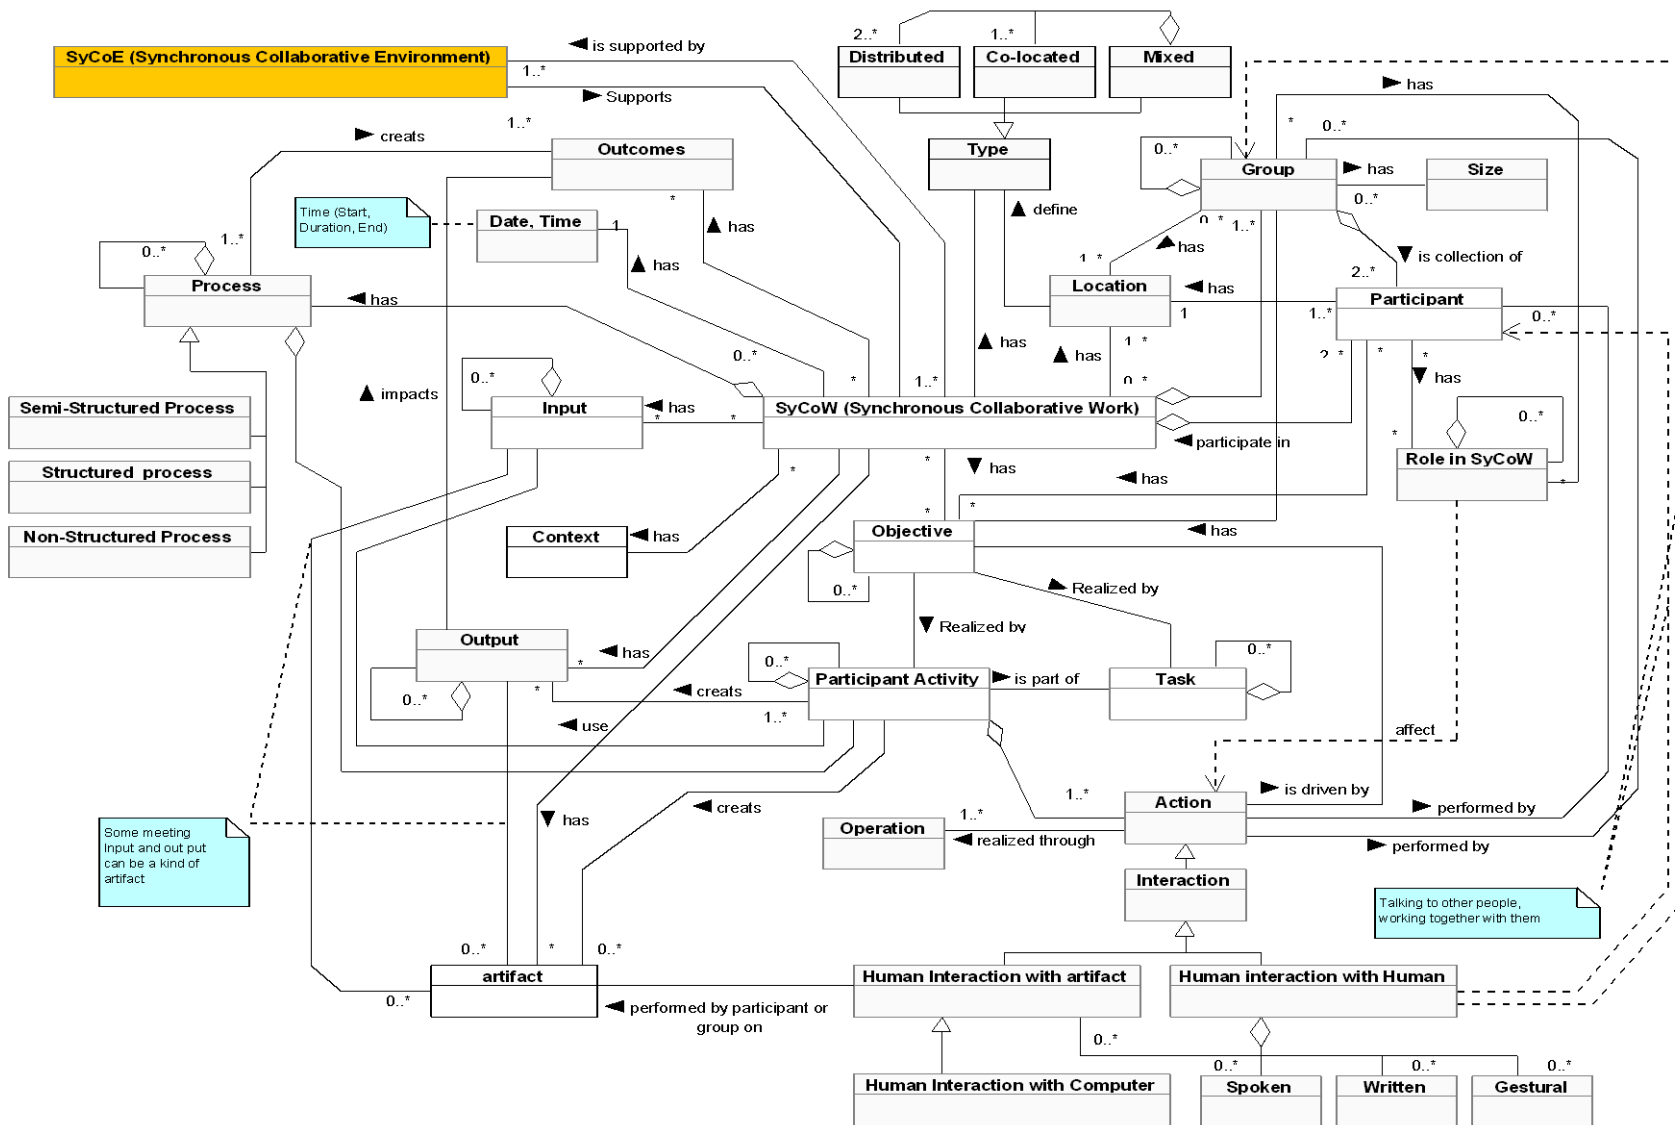 is supported by
2..*
1..*
SyCoE (Synchronous Collaborative Environment)
Distributed
Co-located
Mixed
1..*
Supports
has
1..*
creats
*
0..*
Outcomes
Type
0..*
Group
has
Size
Time (Start,
Duration, End)
*
0..*
Date, Time
1
define
0..*
1..*
has
1..*
0..*
has
has
is collection of
1..*
2..*
Process
has
has
Location
has
Participant
1
1..*
0..*
has
has
1..*
0..*
2..*
*
*
0..*
*
1..*
0..*
has
impacts
Semi-Structured Process
Input
has
SyCoW (Synchronous Collaborative Work)
0..*
*
*
participate in
*
Structured process
*
*
has
has
Role in SyCoW
*
Non-Structured Process
Context
has
*
*
Objective
has
0..*
Realized by
Realized by
Output
has
*
0..*
0..*
0..*
*
creats
Participant Activity
is part of
Task
1..*
use
affect
is driven by
1..*
Action
creats
performed by
has
Operation
1..*
realized through
performed by
Some meeting
Input and out put
can be a kind of
artifact
Interaction
Talking to other people,
working together with them
0..*
*
0..*
artifact
Human Interaction with artifact
Human interaction with Human
0..*
performed by participant or
group on
0..*
0..*
0..*
0..*
Human Interaction with Computer
Spoken
Written
Gestural